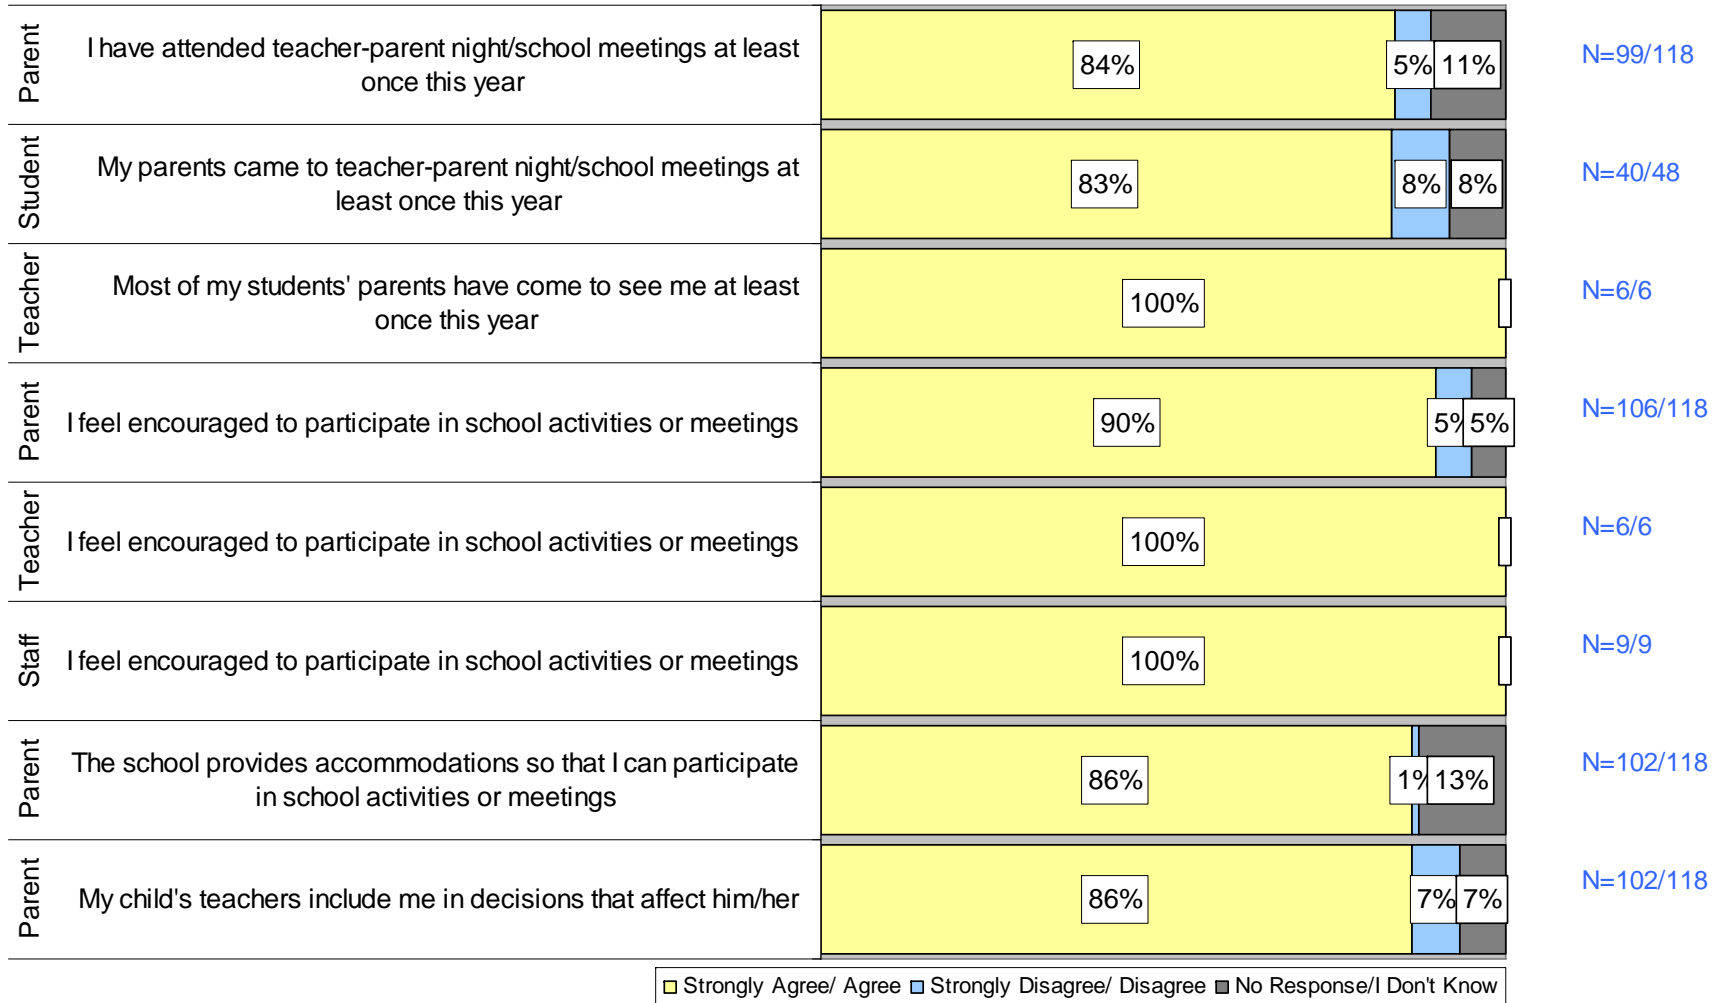 Parent
I have attended teacher-parent night/school meetings at least
once this year
84%
5%
11%
N=99/118
Student
My parents came to teacher-parent night/school meetings at
least once this year
83%
8%
8%
N=40/48
Teacher
Most of my students' parents have come to see me at least
once this year
100%
N=6/6
Parent
I feel encouraged to participate in school activities or meetings
90%
5%
5%
N=106/118
Teacher
I feel encouraged to participate in school activities or meetings
100%
N=6/6
Staff
I feel encouraged to participate in school activities or meetings
100%
N=9/9
Parent
The school provides accommodations so that I can participate
in school activities or meetings
86%
1%
13%
N=102/118
Parent
My child's teachers include me in decisions that affect him/her
86%
7%
7%
N=102/118
Strongly Agree/ Agree Strongly Disagree/ Disagree No Response/I Don't Know